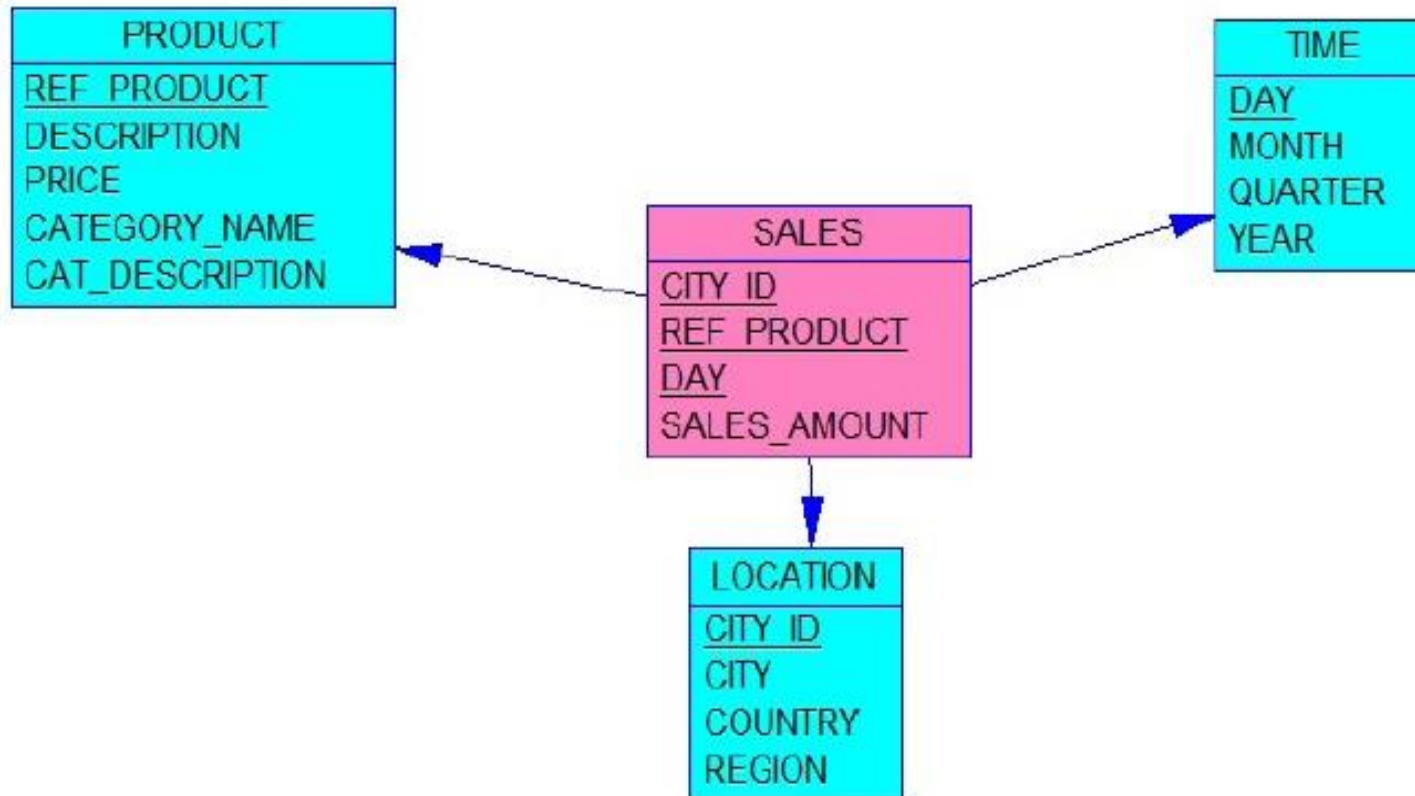 PRODUCT
REF_PRODUCT
DESCRIPTION
PRICE
CATEGORY_NAME
CAT_DESCRIPTION
TIME
DAY
MONTH
QUARTER
YEAR
SALES
CITY_ID
REF_PRODUCT
DAY
SALES_AMOUNT
LOCATION
CITY_ID
CITY
COUNTRY
REGION